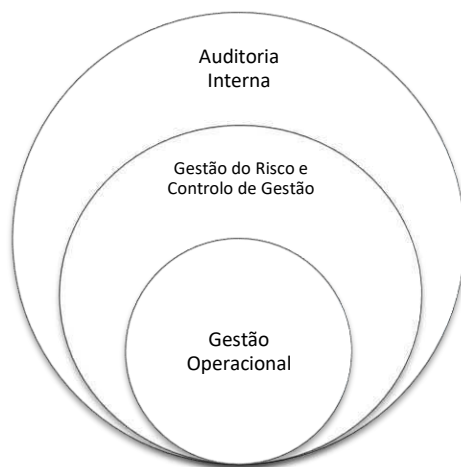 Auditoria
Interna
Gestão do Risco e
Controlo de Gestão
Gestão
Operacional